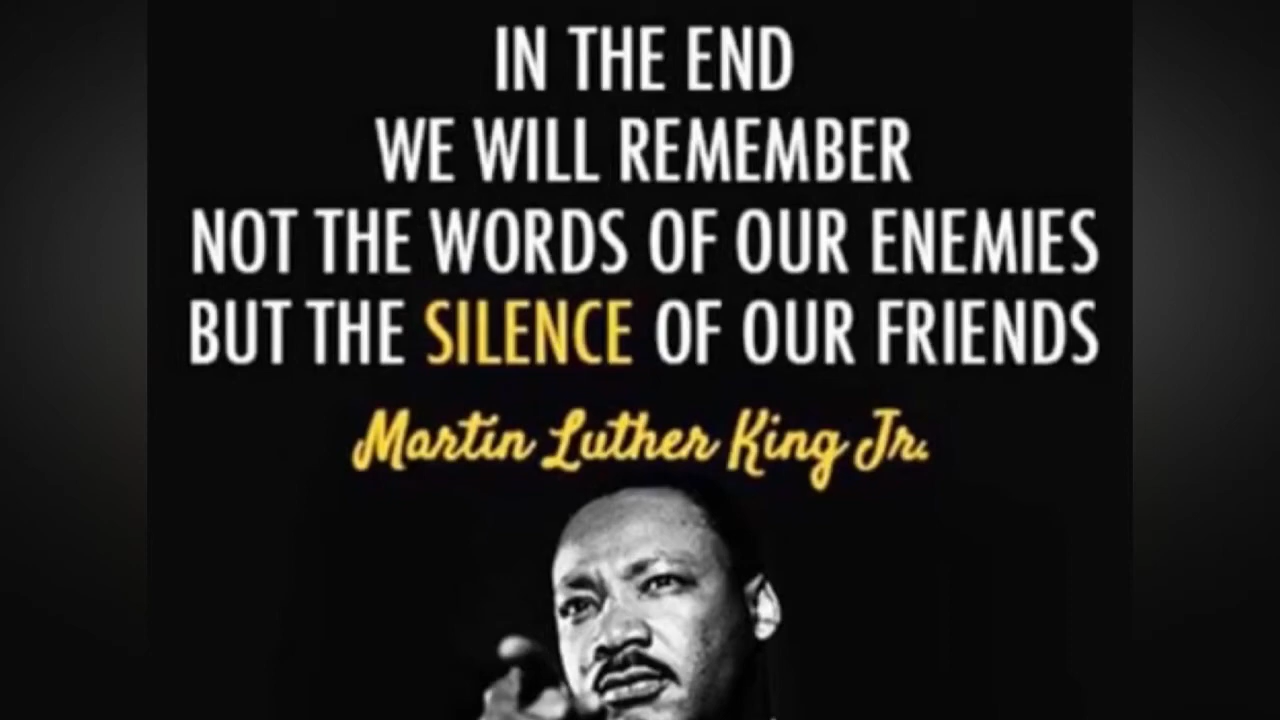 IN THE END
WE WILL REMEMBER
NOT THE WORDS OF OUR ENEMIES
BUT THE SILENCE OF OUR FRIENDS
Martin Luther King Jr.